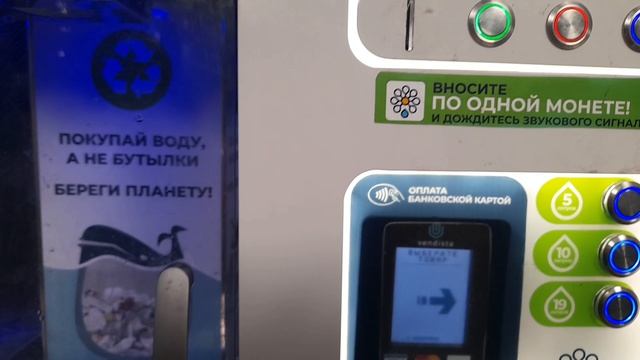 ПОКУПАЙ ВОДУ,
А НЕ БУТЫЛКИ
БЕРЕГИ ПЛАНЕТУ!
ВНОСИТЕ
ПО ОДНОЙ МОНЕТЕ!
И ДОЖДИТЕСЬ ЗВУКОВОГО СИГНАЛ
ОПЛАТА
БАНКОВСКОЙ КАРТОЙ
vendista
ВЫБЕРИТЕ
ТОВАР
5
10
19